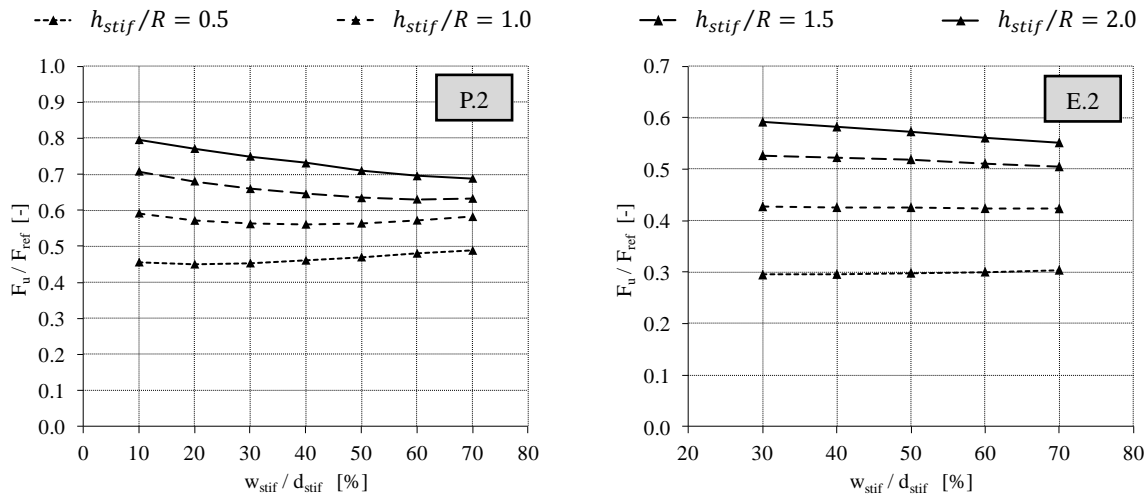 h_stif/R = 0.5 h_stif/R = 1.0 h_stif/R = 1.5 h_stif/R = 2.0
P.2
1.0
0.9
0.8
0.7
0.6
0.5
0.4
0.3
0.2
0.1
0.0
F_u / F_ref [-]
0 10 20 30 40 50 60 70 80
w_stif / d_stif [%]
E.2
0.7
0.6
0.5
0.4
0.3
0.2
0.1
0.0
F_u / F_ref [-]
20 30 40 50 60 70 80
w_stif / d_stif [%]